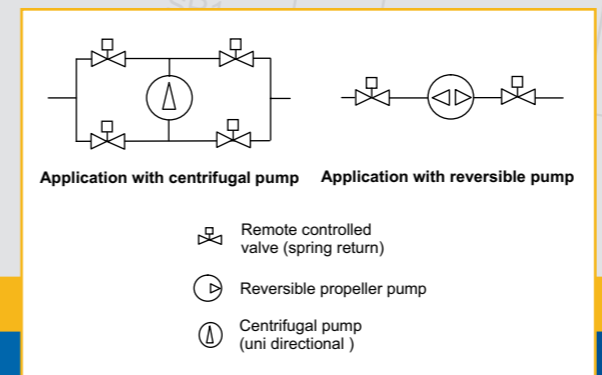 Application with centrifugal pump
Application with reversible pump
Remote controlled
valve (spring return)
Reversible propeller pump
Centrifugal pump
(uni directional )